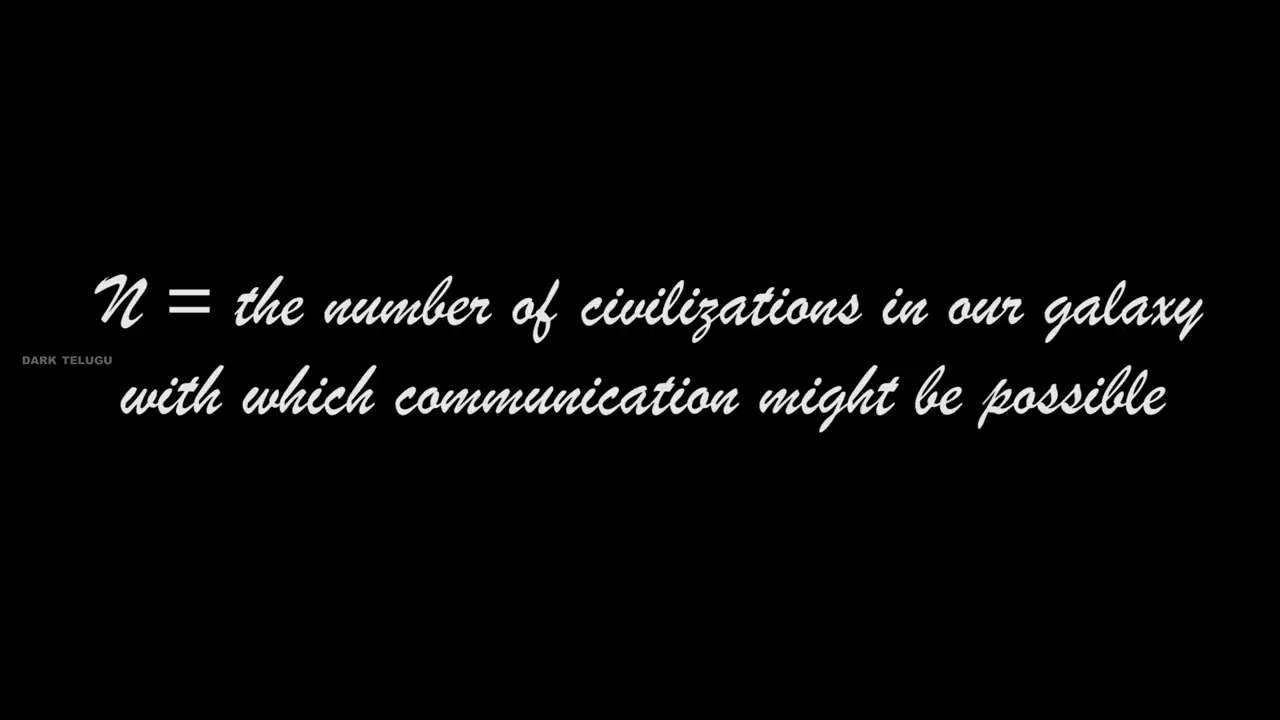 N = the number of civilizations in our galaxy
DARK TELUGU
with which communication might be possible